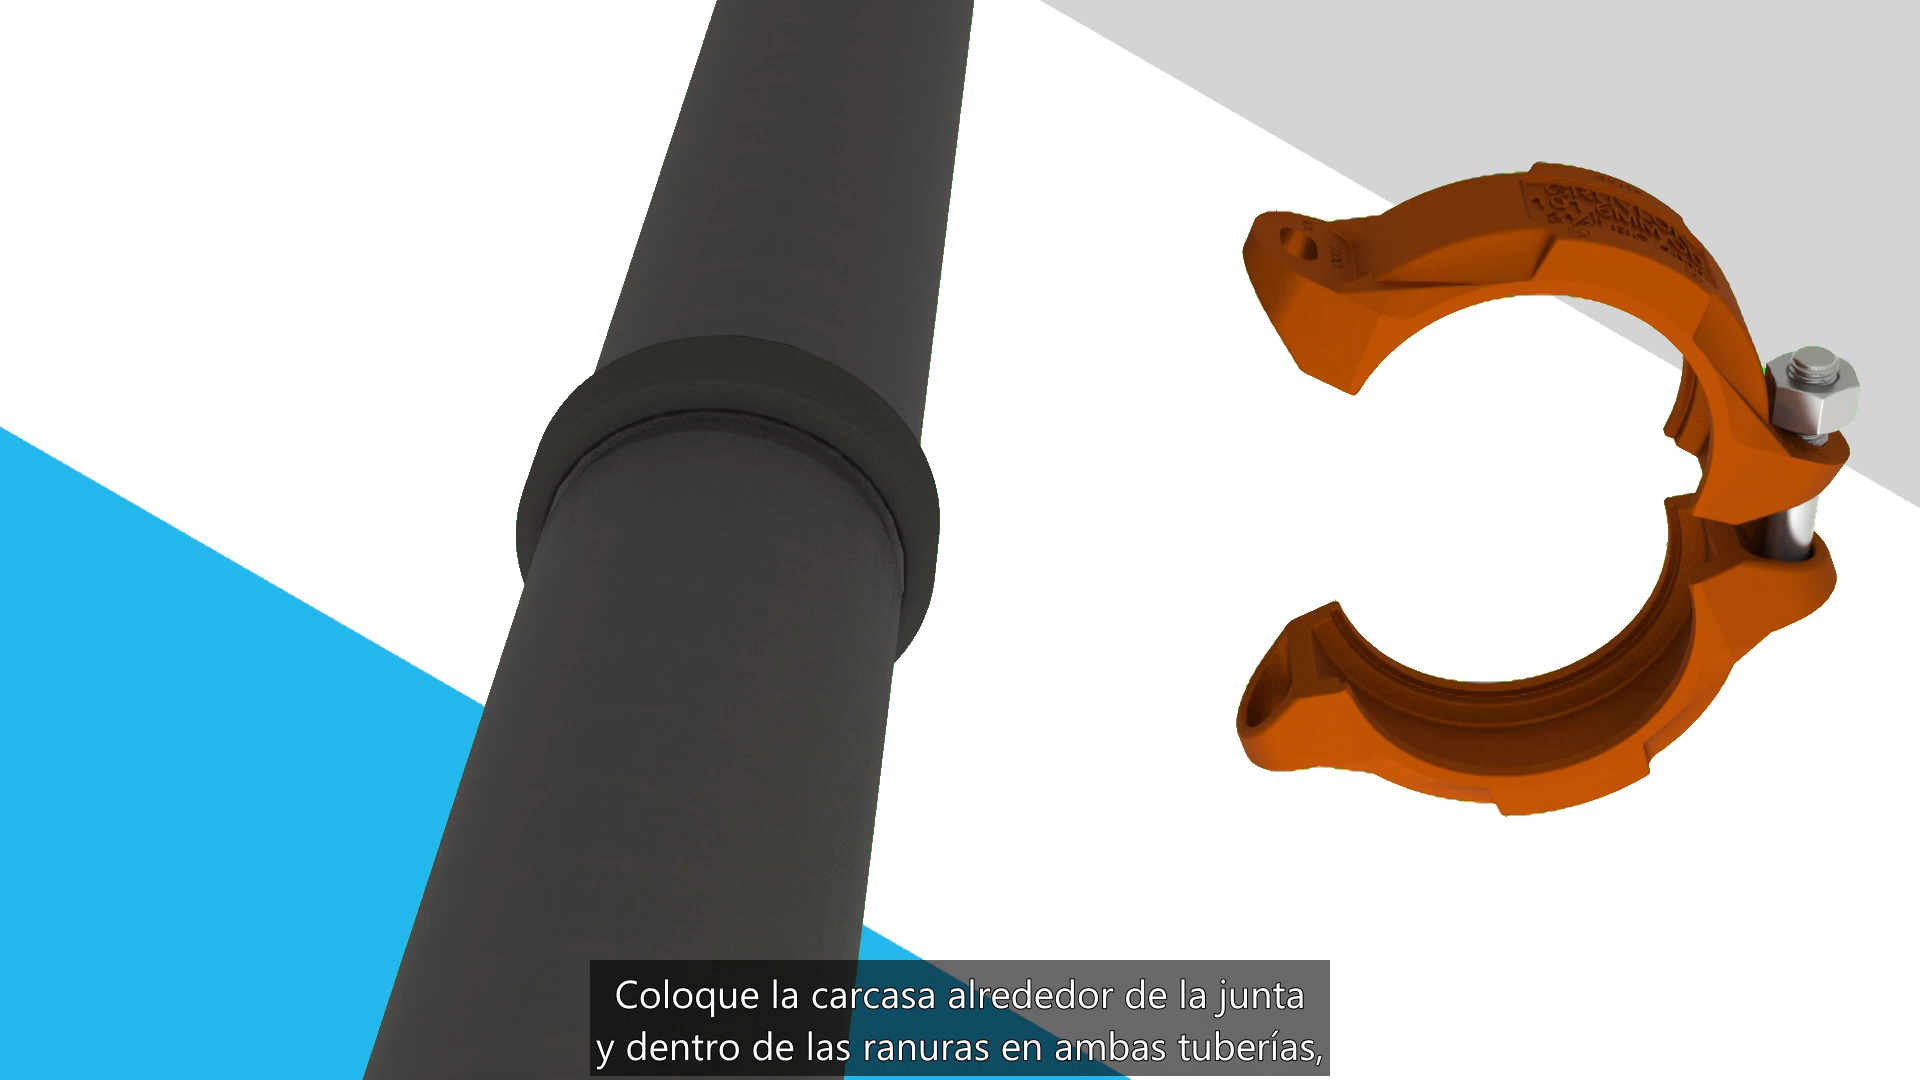 Coloque la carcasa alrededor de la junta
y dentro de las ranuras en ambas tuberías,